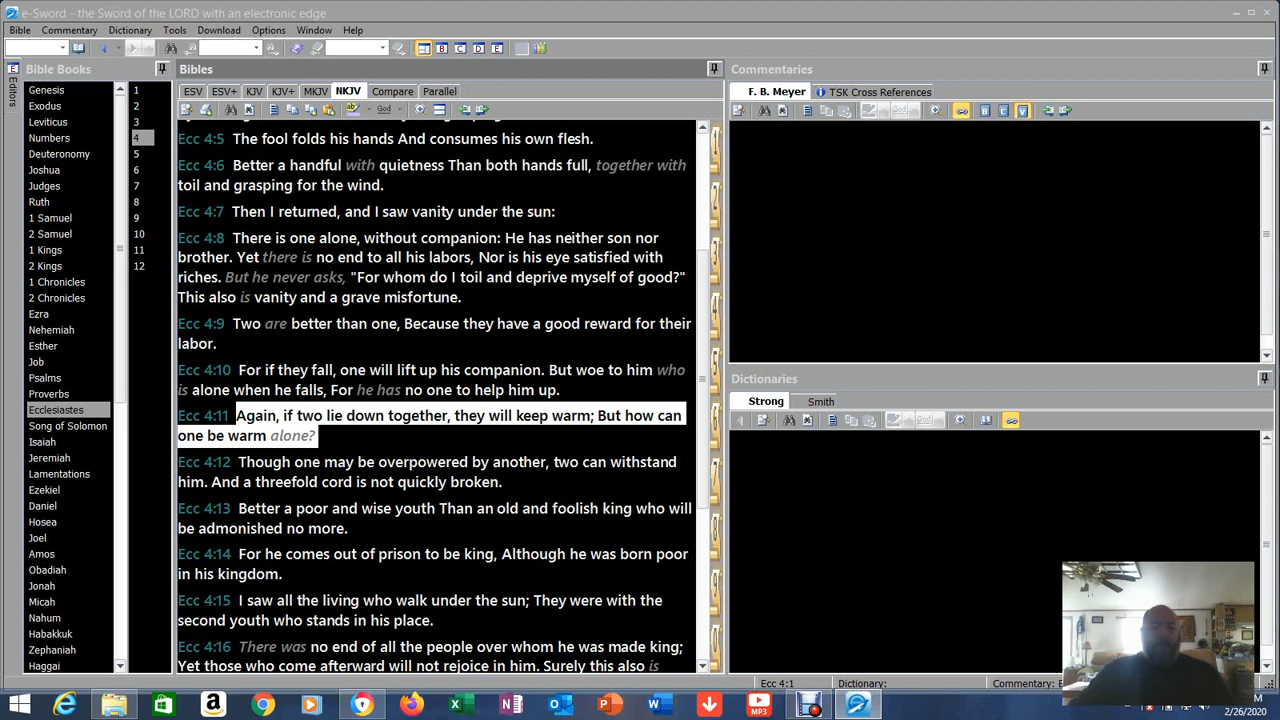 e-Sword - the Sword of the LORD with an electronic edge
Bible Commentary Dictionary Tools Download Options Window Help
B C D E
Editors
Bible Books
Genesis
Exodus
Leviticus
Numbers
Deuteronomy
Joshua
Judges
Ruth
1 Samuel
2 Samuel
1 Kings
2 Kings
1 Chronicles
2 Chronicles
Ezra
Nehemiah
Esther
Job
Psalms
Proverbs
Ecclesiastes
Song of Solomon
Isaiah
Jeremiah
Lamentations
Ezekiel
Daniel
Hosea
Joel
Amos
Obadiah
Jonah
Micah
Nahum
Habakkuk
Zephaniah
Haggai
1
2
3
4
5
6
7
8
9
10
11
12
Bibles
ESV ESV+ KJV KJV+ MKJV NKJV Compare Parallel
God
Ecc 4:5 The fool folds his hands And consumes his own flesh.
Ecc 4:6 Better a handful with quietness Than both hands full, together with
toil and grasping for the wind.
Ecc 4:7 Then I returned, and I saw vanity under the sun:
Ecc 4:8 There is one alone, without companion: He has neither son nor
brother. Yet there is no end to all his labors, Nor is his eye satisfied with
riches. But he never asks, "For whom do I toil and deprive myself of good?"
This also is vanity and a grave misfortune.
Ecc 4:9 Two are better than one, Because they have a good reward for their
labor.
Ecc 4:10 For if they fall, one will lift up his companion. But woe to him who
is alone when he falls, For he has no one to help him up.
Ecc 4:11 Again, if two lie down together, they will keep warm; But how can
one be warm alone?
Ecc 4:12 Though one may be overpowered by another, two can withstand
him. And a threefold cord is not quickly broken.
Ecc 4:13 Better a poor and wise youth Than an old and foolish king who will
be admonished no more.
Ecc 4:14 For he comes out of prison to be king, Although he was born poor
in his kingdom.
Ecc 4:15 I saw all the living who walk under the sun; They were with the
second youth who stands in his place.
Ecc 4:16 There was no end of all the people over whom he was made king;
Yet those who come afterward will not rejoice in him. Surely this also is
1
2
3
4
5
6
7
8
9
0
Commentaries
F. B. Meyer TSK Cross References
B C V
Dictionaries
Strong Smith
Ecc 4:1 Dictionary: Commentary: E
MP3
2/26/2020